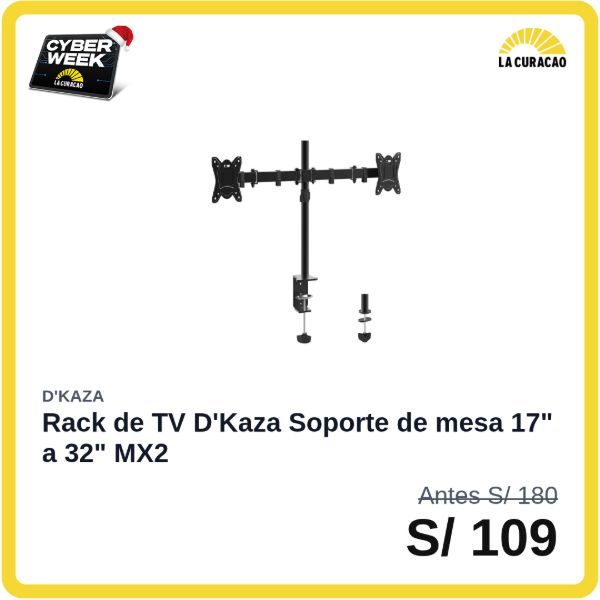 CYBER
WEEK
LA CURACAO
LA CURACAO
D'KAZA
Rack de TV D'Kaza Soporte de mesa 17"
a 32" MX2
Antes S/ 180
S/ 109